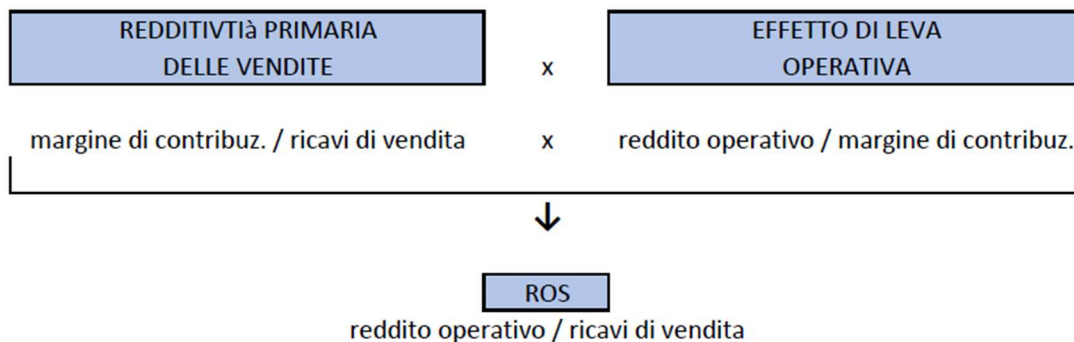 REDDITIVTIà PRIMARIA
DELLE VENDITE
x
EFFETTO DI LEVA
OPERATIVA
margine di contribuz. / ricavi di vendita x reddito operativo / margine di contribuz.
ROS
reddito operativo / ricavi di vendita